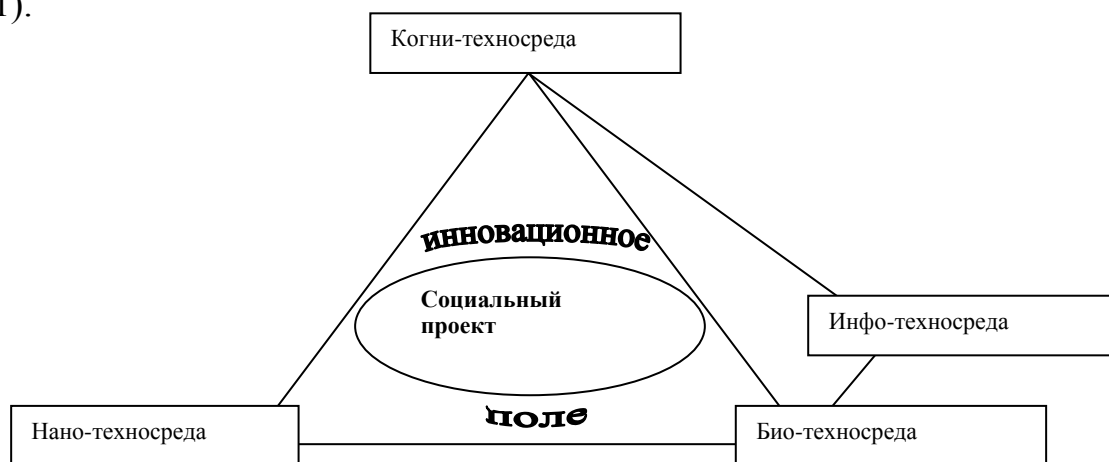 1).
Когни-техносреда
инновационное
Социальный
проект
Инфо-техносреда
поле
Нано-техносреда
Био-техносреда